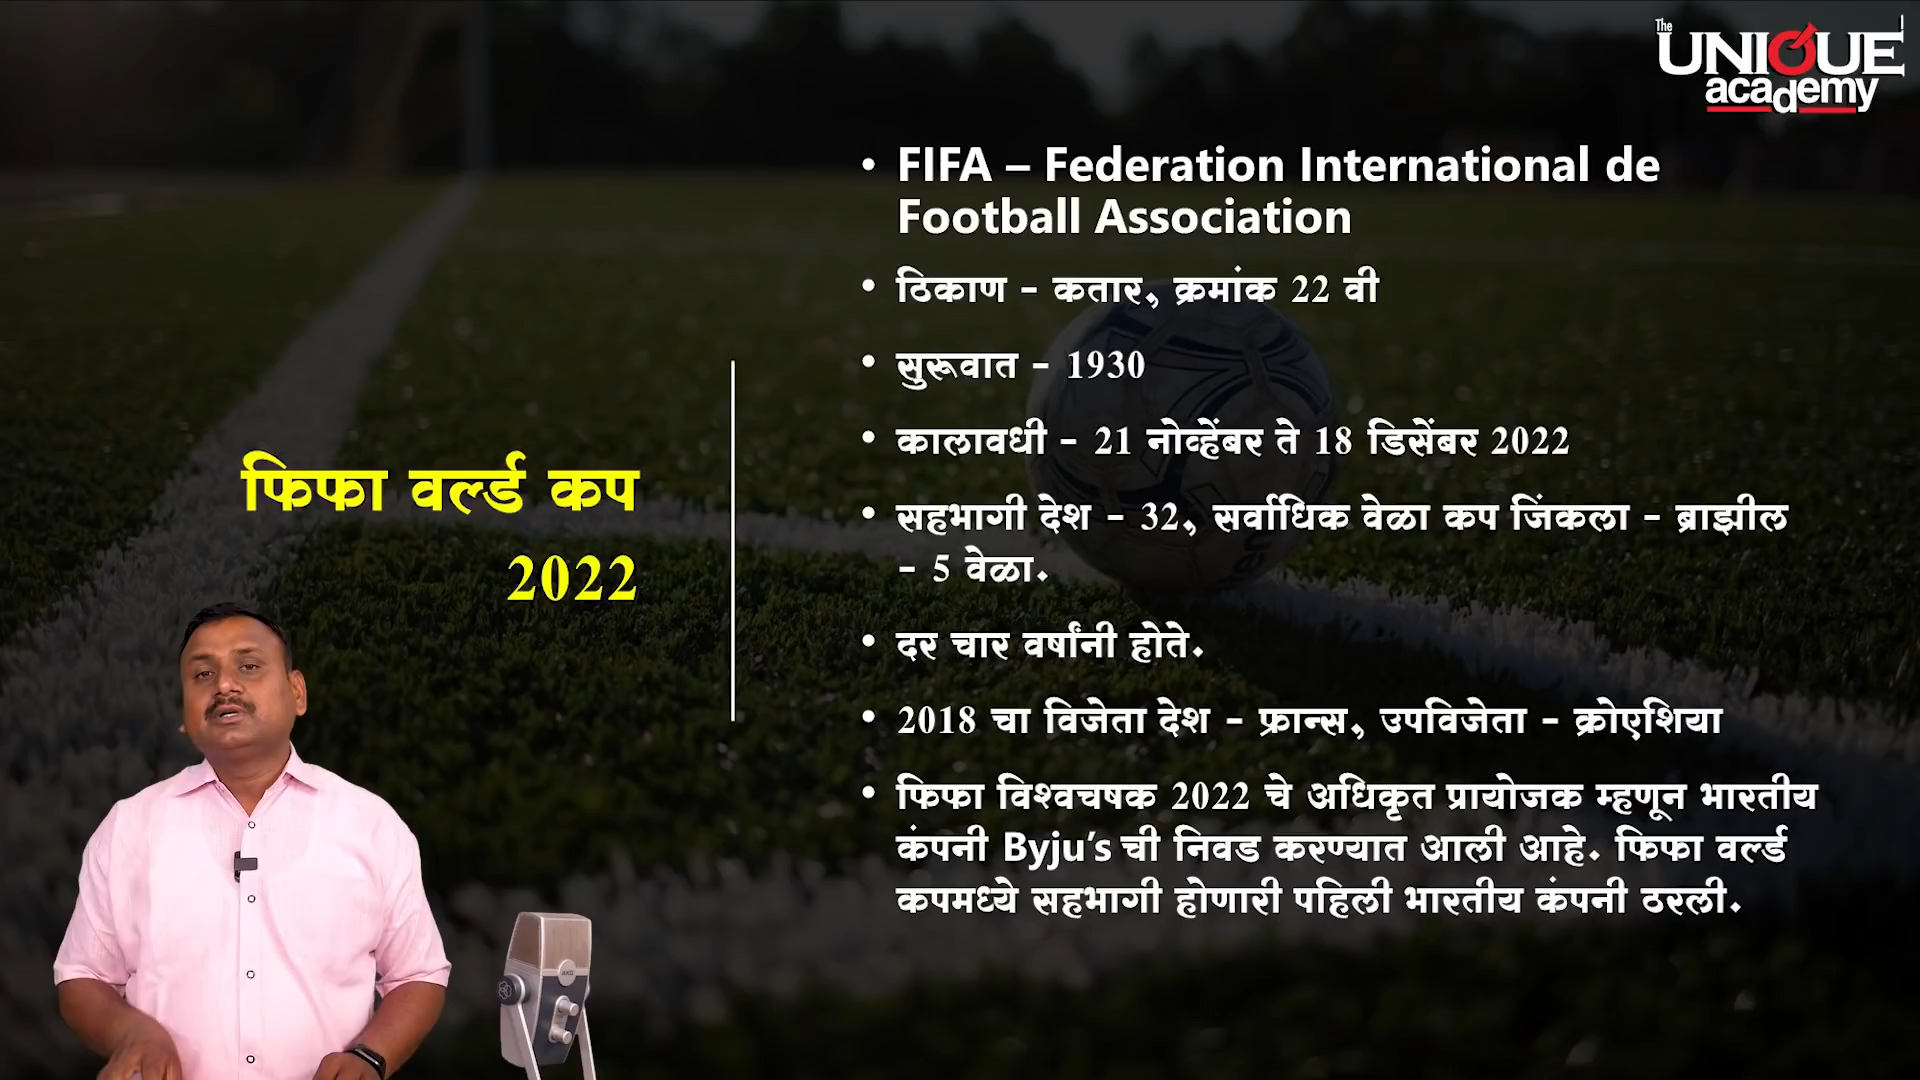 The
UNIQUE
academy
• FIFA – Federation International de
Football Association
• ठिकाण - कतार, क्रमांक 22 वी
• सुरूवात - 1930
• कालावधी - 21 नोव्हेंबर ते 18 डिसेंबर 2022
• सहभागी देश - 32, सर्वाधिक वेळा कप जिंकला - ब्राझील
- 5 वेळा.
• दर चार वर्षांनी होते.
• 2018 चा विजेता देश - फ्रान्स, उपविजेता - क्रोएशिया
• फिफा विश्वचषक 2022 चे अधिकृत प्रायोजक म्हणून भारतीय
कंपनी Byju's ची निवड करण्यात आली आहे. फिफा वर्ल्ड
कपमध्ये सहभागी होणारी पहिली भारतीय कंपनी ठरली.
फिफा वर्ल्ड कप
2022
AKG